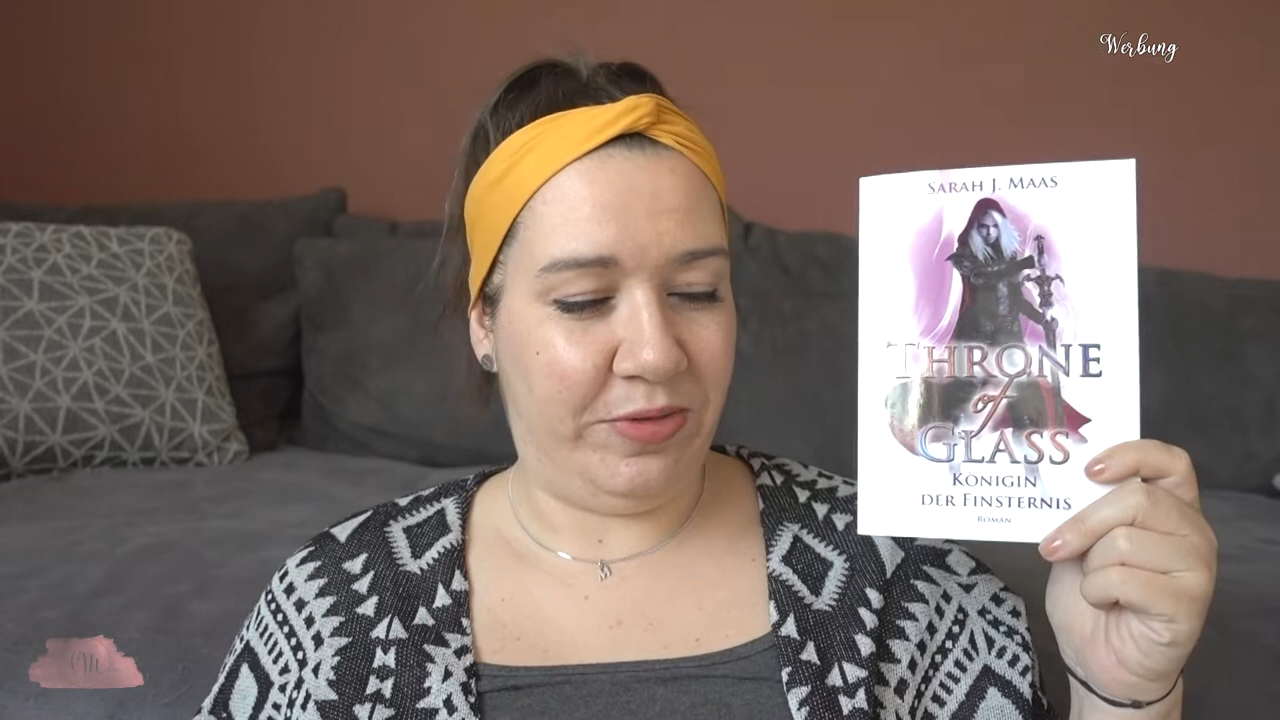 Werbung
SARAH J. MAAS
THRONE
of
GLASS
KÖNIGIN
DER FINSTERNIS
ROMAN